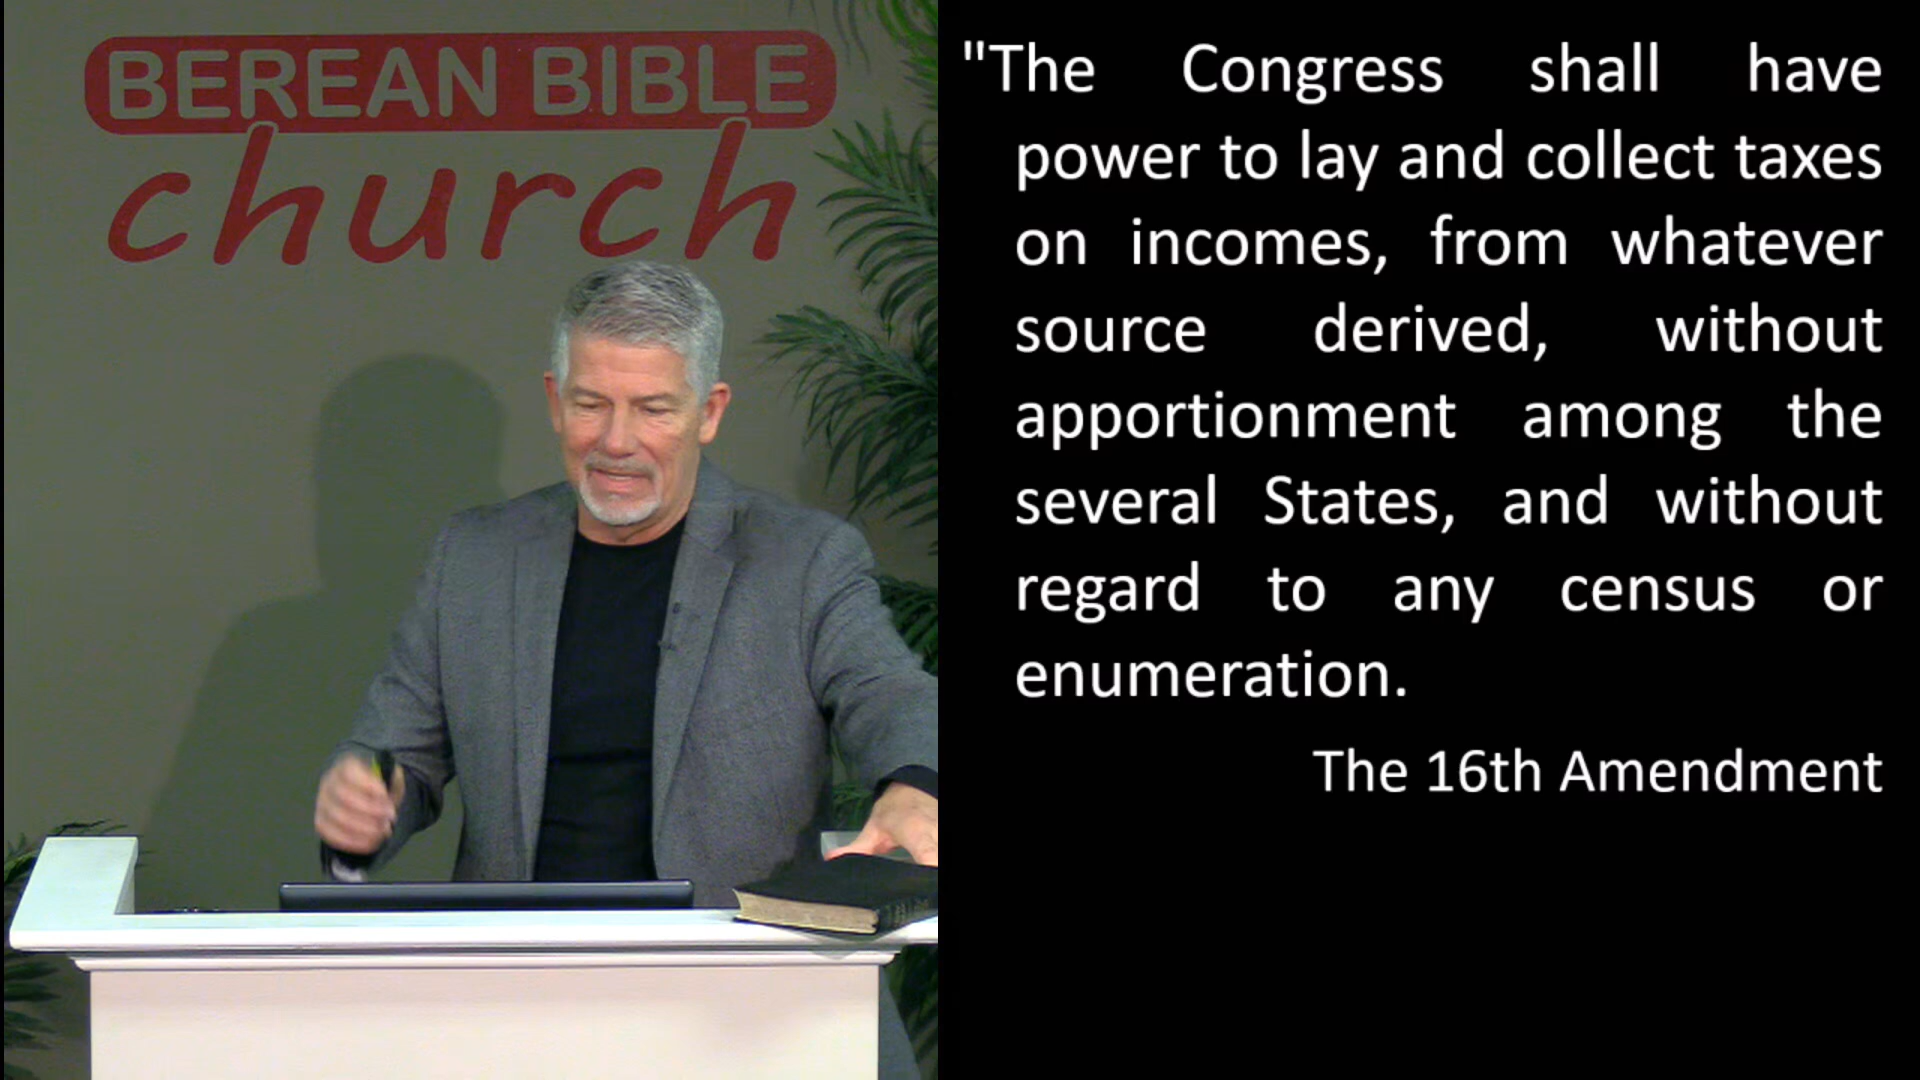 BEREAN BIBLE
church
"The Congress shall have
power to lay and collect taxes
on incomes, from whatever
source derived, without
apportionment among the
several States, and without
regard to any census or
enumeration.
The 16th Amendment